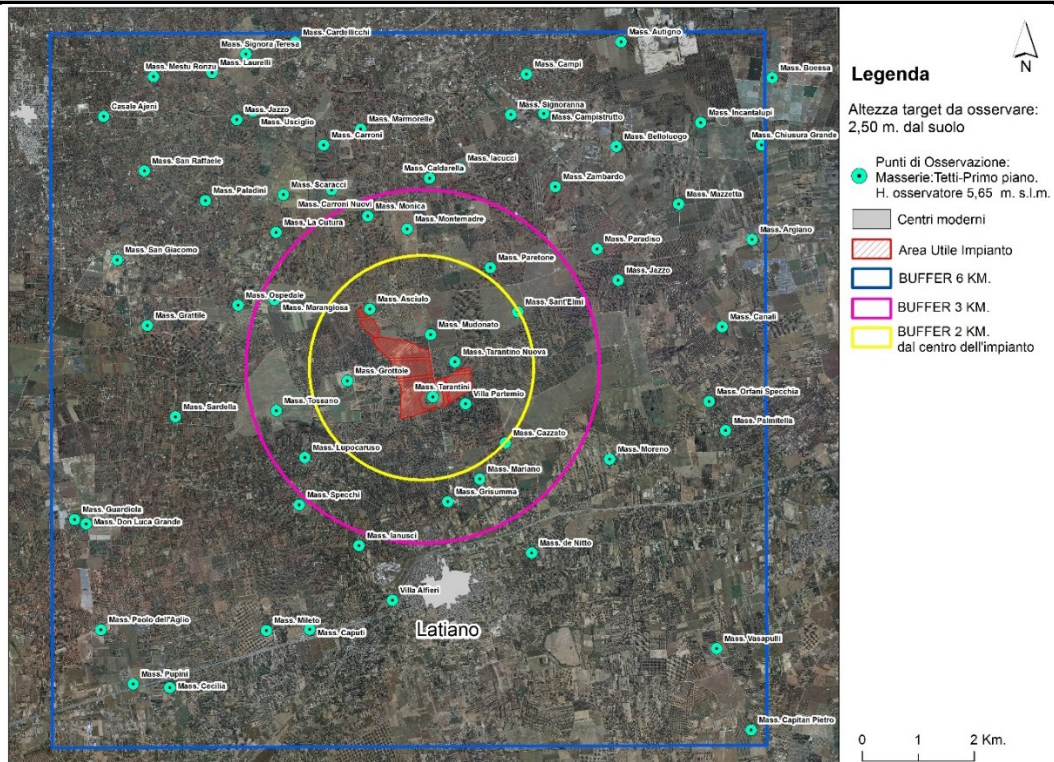 Mass. Cardellicchi
Mass. Autigno
Mass. Signora Teresa
Mass. Laurelli
Mass. Mestu Ronzu
Mass. Campi
Casale Ajeni
Mass. Jazzo
Mass. Usciglio
Mass. Marmorelle
Mass. Signoranna
Mass. Campistrutto
Mass. Incantalupi
Mass. Carroni
Mass. Belloluogo
Mass. Chiusura Grande
Mass. San Raffaele
Mass. Iacucci
Mass. Caldarella
Mass. Scaracci
Mass. Zambardo
Mass. Paladini
Mass. Carroni Nuovi
Mass. Mazzetta
Mass. Monica
Mass. La Cutura
Mass. Montemadre
Mass. Argiano
Mass. San Giacomo
Mass. Paradiso
Mass. Paretone
Mass. Jazzo
Mass. Ospedale
Mass. Marangiosa
Mass. Asciulo
Mass. Sant'Elmi
Mass. Grattile
Mass. Canali
Mass. Mudonato
Mass. Tarantino Nuova
Mass. Grottole
Mass. Tarantini
Villa Partemio
Mass. Orfani Specchia
Mass. Sardella
Mass. Tossano
Mass. Palmitella
Mass. Cazzato
Mass. Lupocaruso
Mass. Moreno
Mass. Mariano
Mass. Specchi
Mass. Grisumma
Mass. Guardiola
Mass. Don Luca Grande
Mass. Ianusci
Mass. de Nitto
Villa Alfieri
Latiano
Mass. Paolo dell'Aglio
Mass. Mileto
Mass. Caputi
Mass. Vasapulli
Mass. Pupini
Mass. Cecilia
Mass. Capitan Pietro
N
Legenda
Altezza target da osservare:
2,50 m. dal suolo
Punti di Osservazione:
Masserie:Tetti-Primo piano.
H. osservatore 5,65 m. s.l.m.
Centri moderni
Area Utile Impianto
BUFFER 6 KM.
BUFFER 3 KM.
BUFFER 2 KM.
dal centro dell'impianto
0 1 2 Km.